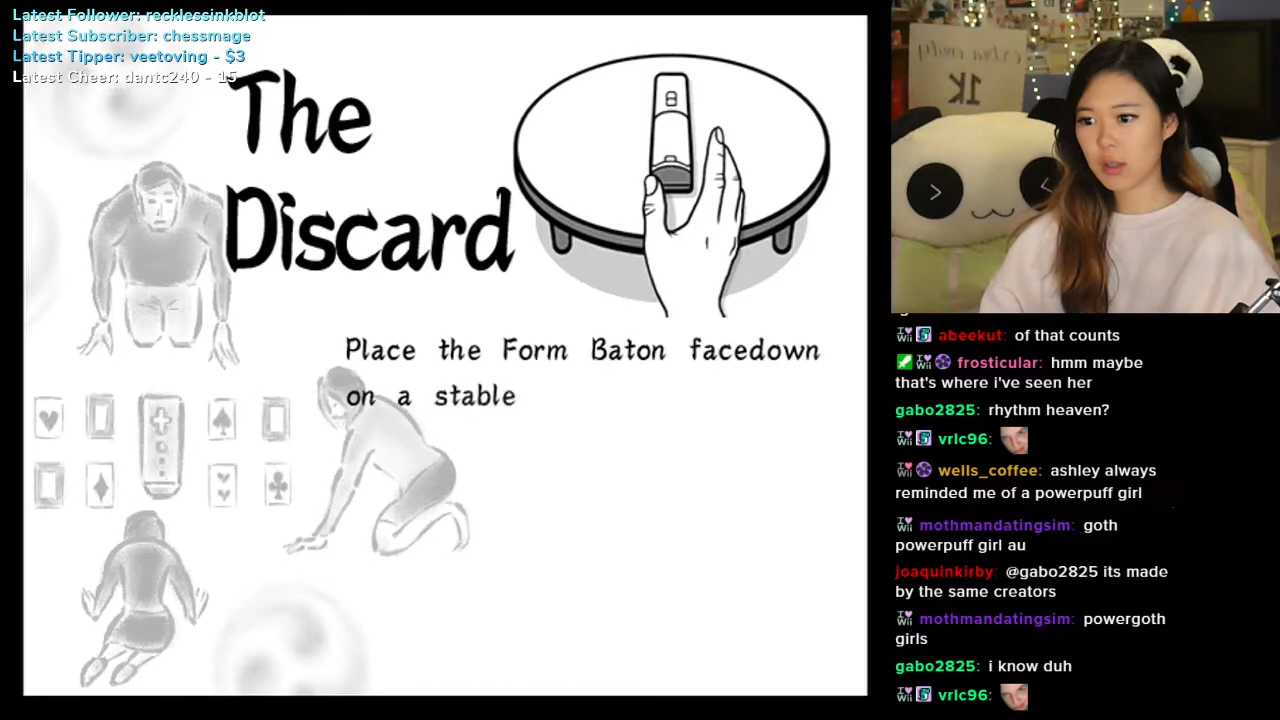 Latest Follower: recklessinkblot
Latest Subscriber: chessmage
Latest Tipper: veetoving - $3
Latest Cheer: dantc240 - 15
The
Discard
Place the Form Baton facedown
on a stable
extra emily
1K
abeekut: of that counts
frosticular: hmm maybe
that's where i've seen her
gabo2825: rhythm heaven?
vrlc96:
wells_coffee: ashley always
reminded me of a powerpuff girl
mothmandatingsim: goth
powerpuff girl au
joaquinkirby: @gabo2825 its made
by the same creators
mothmandatingsim: powergoth
girls
gabo2825: i know duh
vrlc96: